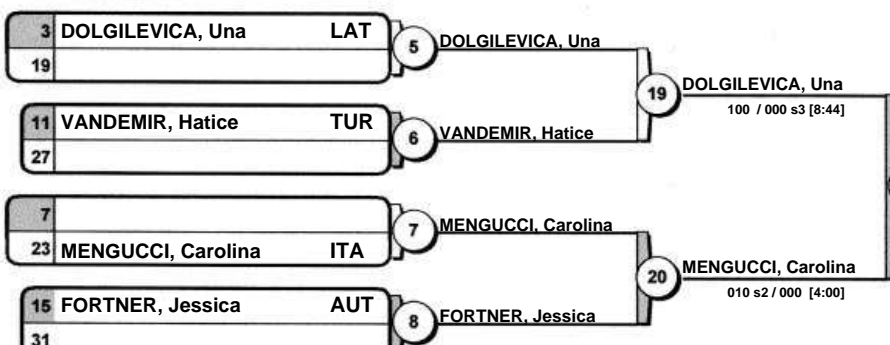 3 DOLGILEVICA, Una LAT
19
5 DOLGILEVICA, Una
11 VANDEMIR, Hatice TUR
27
6 VANDEMIR, Hatice
19 DOLGILEVICA, Una
100 / 000 s3 [8:44]
7
23 MENGUCCI, Carolina ITA
7 MENGUCCI, Carolina
15 FORTNER, Jessica AUT
31
8 FORTNER, Jessica
20 MENGUCCI, Carolina
010 s2 / 000 [4:00]